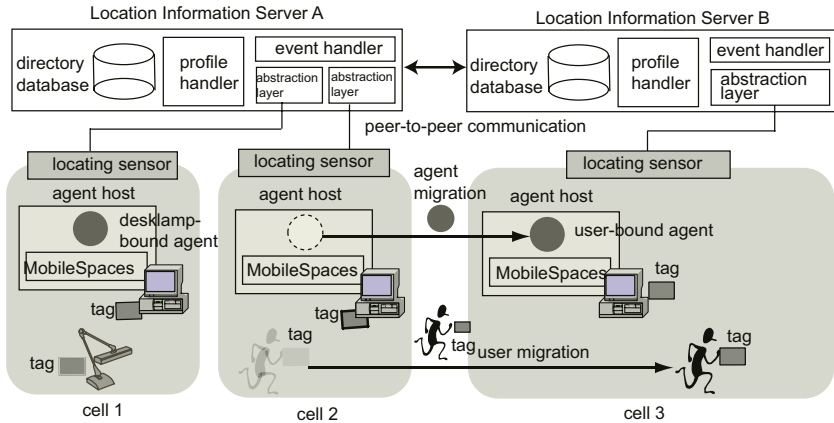 Location Information Server A
directory
database
profile
handler
event handler
abstraction
layer
abstraction
layer
Location Information Server B
directory
database
profile
handler
event handler
abstraction
layer
peer-to-peer communication
locating sensor
agent host
desklamp-
bound agent
MobileSpaces
tag
tag
cell 1
locating sensor
agent host
MobileSpaces
tag
tag
cell 2
agent
migration
tag
user migration
locating sensor
agent host
user-bound agent
MobileSpaces
tag
tag
cell 3